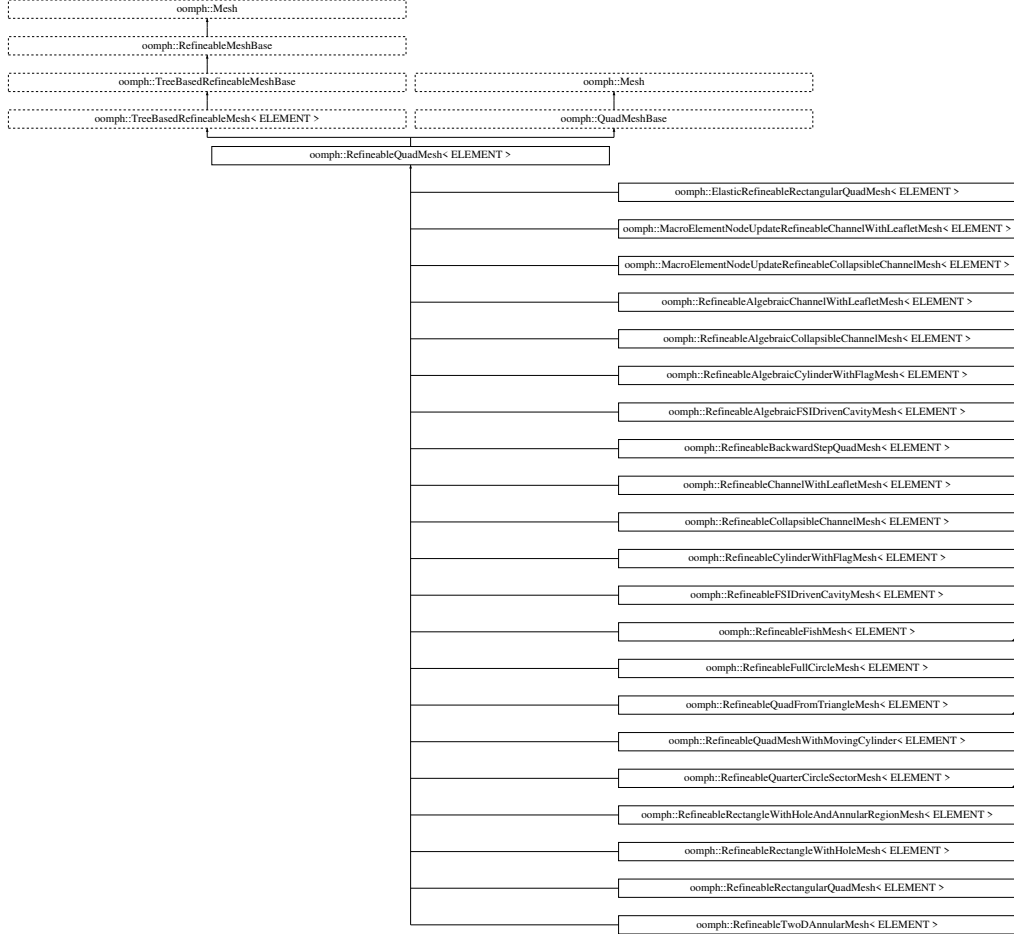 oomph::Mesh
oomph::RefineableMeshBase
oomph::TreeBasedRefineableMeshBase
oomph::Mesh
oomph::TreeBasedRefineableMesh< ELEMENT >
oomph::QuadMeshBase
oomph::RefineableQuadMesh< ELEMENT >
oomph::ElasticRefineableRectangularQuadMesh< ELEMENT >
oomph::MacroElementNodeUpdateRefineableChannelWithLeafletMesh< ELEMENT >
oomph::MacroElementNodeUpdateRefineableCollapsibleChannelMesh< ELEMENT >
oomph::RefineableAlgebraicChannelWithLeafletMesh< ELEMENT >
oomph::RefineableAlgebraicCollapsibleChannelMesh< ELEMENT >
oomph::RefineableAlgebraicCylinderWithFlagMesh< ELEMENT >
oomph::RefineableAlgebraicFSIDrivenCavityMesh< ELEMENT >
oomph::RefineableBackwardStepQuadMesh< ELEMENT >
oomph::RefineableChannelWithLeafletMesh< ELEMENT >
oomph::RefineableCollapsibleChannelMesh< ELEMENT >
oomph::RefineableCylinderWithFlagMesh< ELEMENT >
oomph::RefineableFSIDrivenCavityMesh< ELEMENT >
oomph::RefineableFishMesh< ELEMENT >
oomph::RefineableFullCircleMesh< ELEMENT >
oomph::RefineableQuadFromTriangleMesh< ELEMENT >
oomph::RefineableQuadMeshWithMovingCylinder< ELEMENT >
oomph::RefineableQuarterCircleSectorMesh< ELEMENT >
oomph::RefineableRectangleWithHoleAndAnnularRegionMesh< ELEMENT >
oomph::RefineableRectangleWithHoleMesh< ELEMENT >
oomph::RefineableRectangularQuadMesh< ELEMENT >
oomph::RefineableTwoDAnnularMesh< ELEMENT >